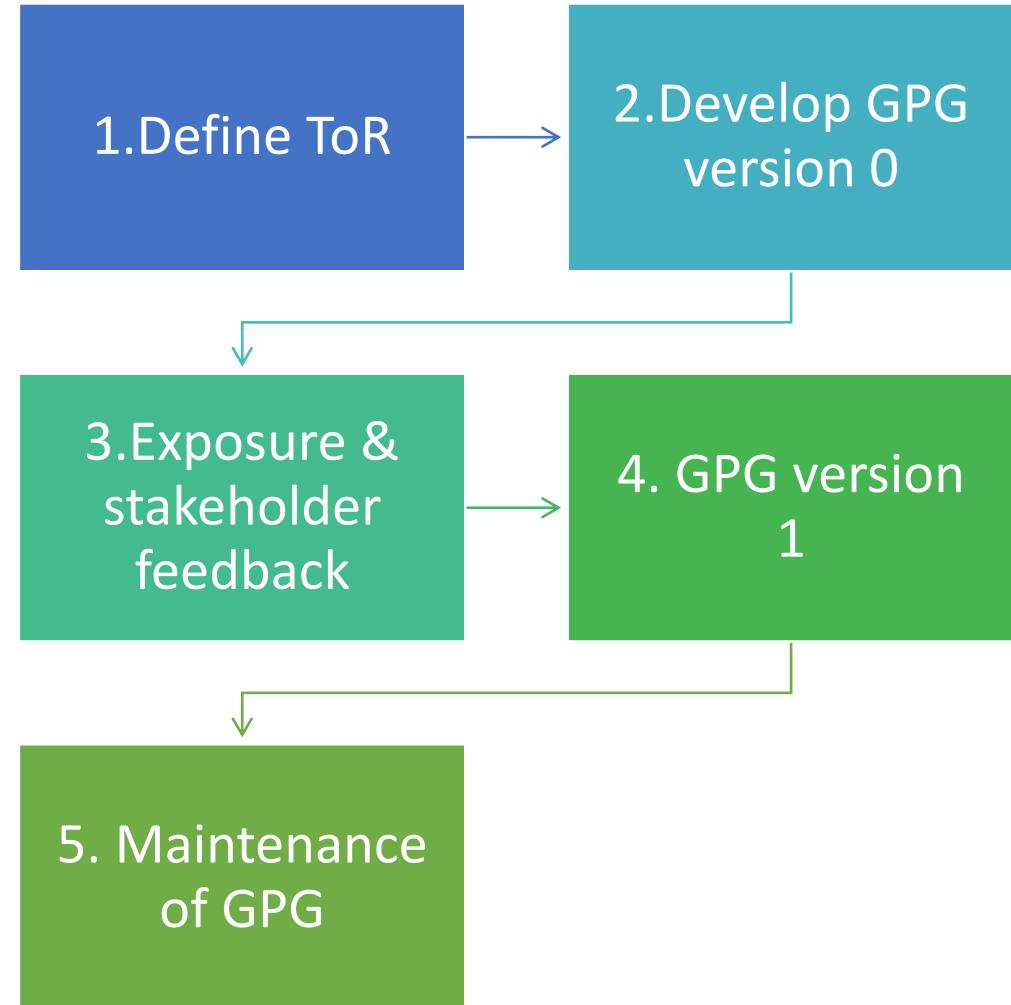 1.Define ToR
2.Develop GPG
version 0
3.Exposure &
stakeholder
feedback
4. GPG version
1
5. Maintenance
of GPG